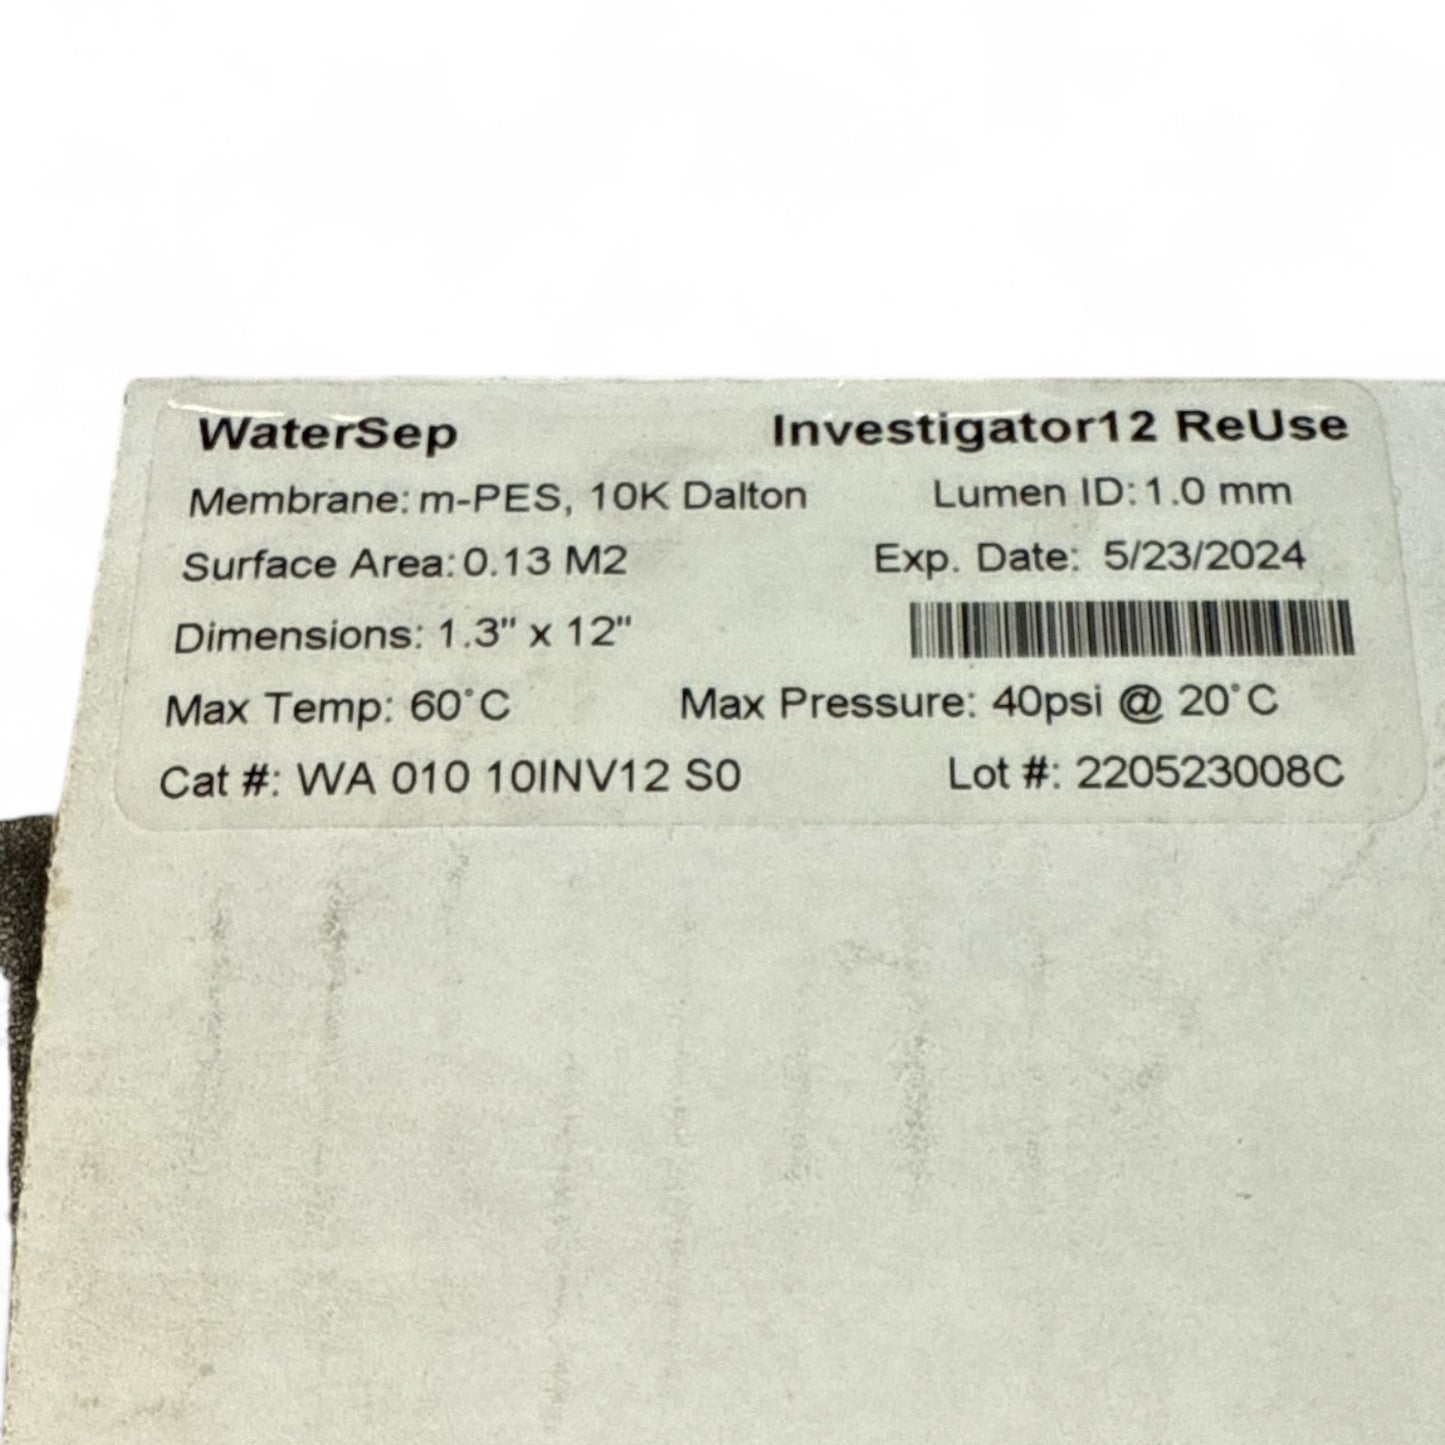 WaterSep Investigator12 ReUse
Membrane: m-PES, 10K Dalton Lumen ID: 1.0 mm
Surface Area: 0.13 M2 Exp. Date: 5/23/2024
Dimensions: 1.3" x 12"
Max Temp: 60°C Max Pressure: 40psi @ 20°C
Cat #: WA 010 10INV12 S0 Lot #: 220523008C